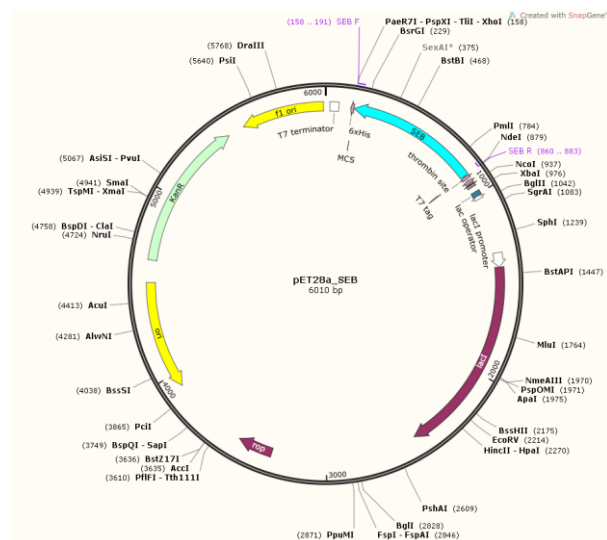 Created with SnapGene®
(158 .. 191) SEB F
PaeR7I - PspXI - TliI - XhoI (158)
BsrGI (229)
SexAI* (375)
BstBI (468)
(5768) DraIII
(5640) PsiI
6000
f1 ori
T7 terminator
6xHis
MCS
SEB
PmlI (784)
NdeI (879)
SEB R (860 .. 883)
NcoI (937)
XbaI (976)
1000
BglII (1042)
SgrAI (1083)
thrombin site
T7 tag
lac operator
lacI promoter
SphI (1239)
BstAPI (1447)
(5067) AsiSI - PvuI
5000
(4941) SmaI
(4939) TspMI - XmaI
KanR
(4758) BspDI - ClaI
(4724) NruI
pET28a_SEB
6010 bp
(4413) AcuI
(4281) AlwNI
ori
lacI
MluI (1764)
NmeAIII (1970)
PspOMI (1971)
ApaI (1975)
2000
(4038) BssSI
4000
(3865) PciI
(3749) BspQI - SapI
(3636) BstZ17I
(3635) AccI
(3610) PflFI - Tth111I
BssHII (2175)
EcoRV (2214)
HincII - HpaI (2270)
rop
3000
PshAI (2609)
BglI (2828)
(2871) PpuMI
FspI - FspAI (2846)